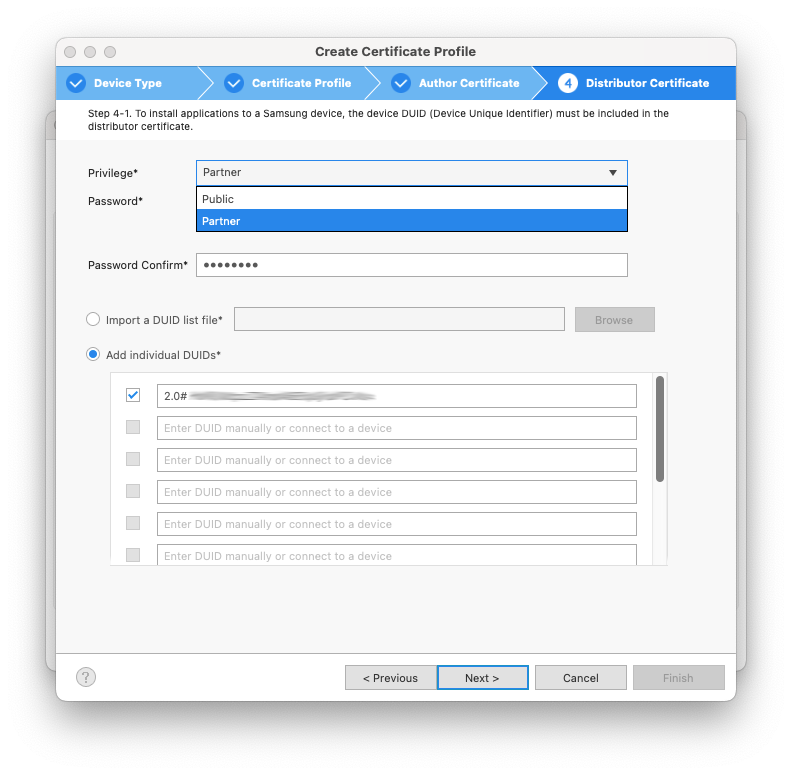 Create Certificate Profile
Device Type
Certificate Profile
Author Certificate
4 Distributor Certificate
Step 4-1. To install applications to a Samsung device, the device DUID (Device Unique Identifier) must be included in the
distributor certificate.
Privilege* Partner
Public
Password*
Partner
Password Confirm* ••••••••
Import a DUID list file* Browse
Add individual DUIDs*
2.0#
Enter DUID manually or connect to a device
Enter DUID manually or connect to a device
Enter DUID manually or connect to a device
Enter DUID manually or connect to a device
Enter DUID manually or connect to a device
? < Previous Next > Cancel Finish